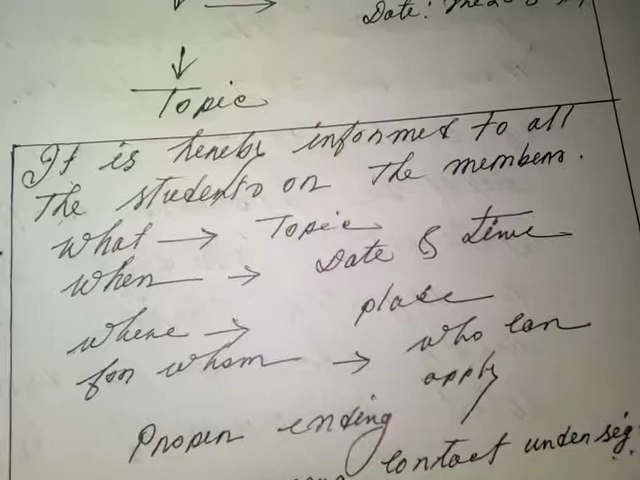 Date:
Topic
It is hereby informed to all
the students or the members.
what → Topic
when → Date & time
where → place
for whom → who can
apply
Proper ending
contact undersig